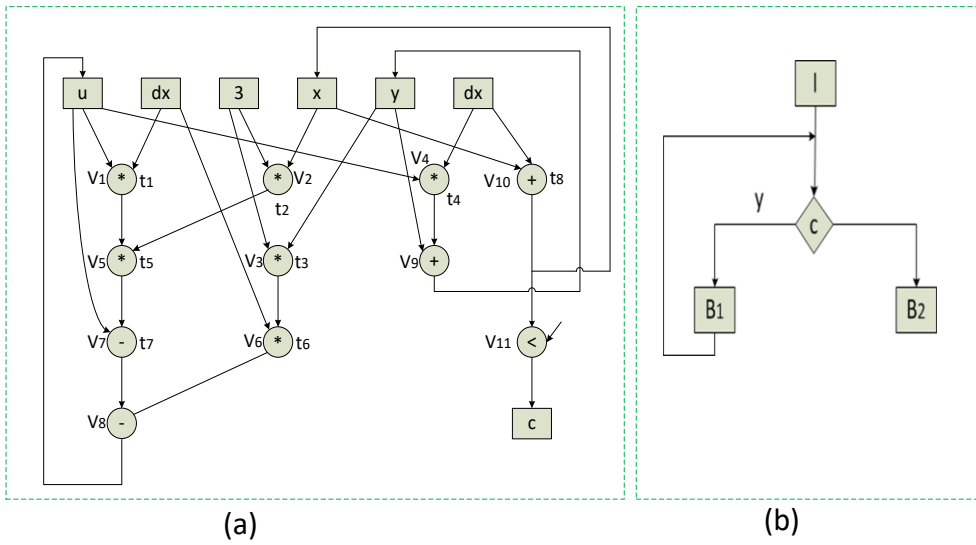 u dx 3 x y dx
V1 * t1
* V2
t2
V4
* t4
V10 + t8
V5 * t5
V3 * t3
V9 +
V7 - t7
V6 * t6
V11 <
V8 -
c
(a)
I
y
c
B1
B2
(b)